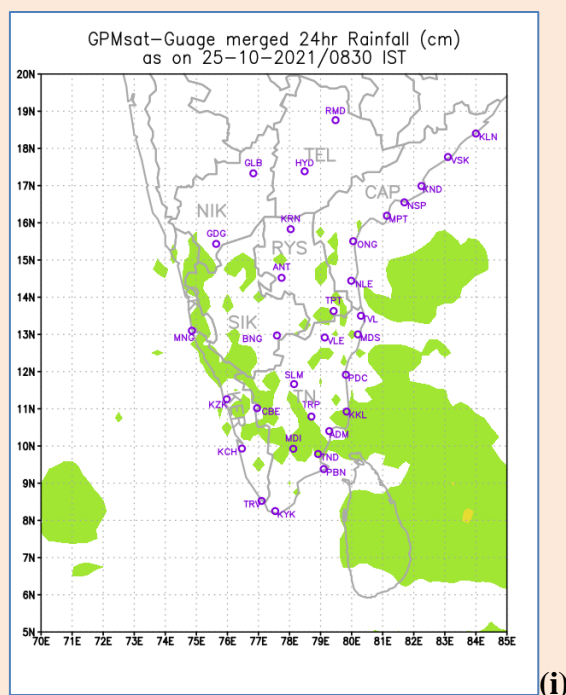 GPMsat-Guage merged 24hr Rainfall (cm)
as on 25-10-2021/0830 IST
20N
19N
RMD
KLN
18N
VSK
TEL
GLB
HYD
17N
CAP
KND
NSP
NIK
MPT
16N
KRN
GDG
RYS
ONG
15N
ANT
NLE
14N
TPT
TVL
SIK
MNG
13N
BNG
VLE
MDS
12N
SLM
PDC
TN
KZK
CBE
TRP
KKL
11N
ADM
MDI
10N
KCH
TND
PBN
9N
TRV
KYK
8N
7N
6N
5N
70E 71E 72E 73E 74E 75E 76E 77E 78E 79E 80E 81E 82E 83E 84E 85E
(i)